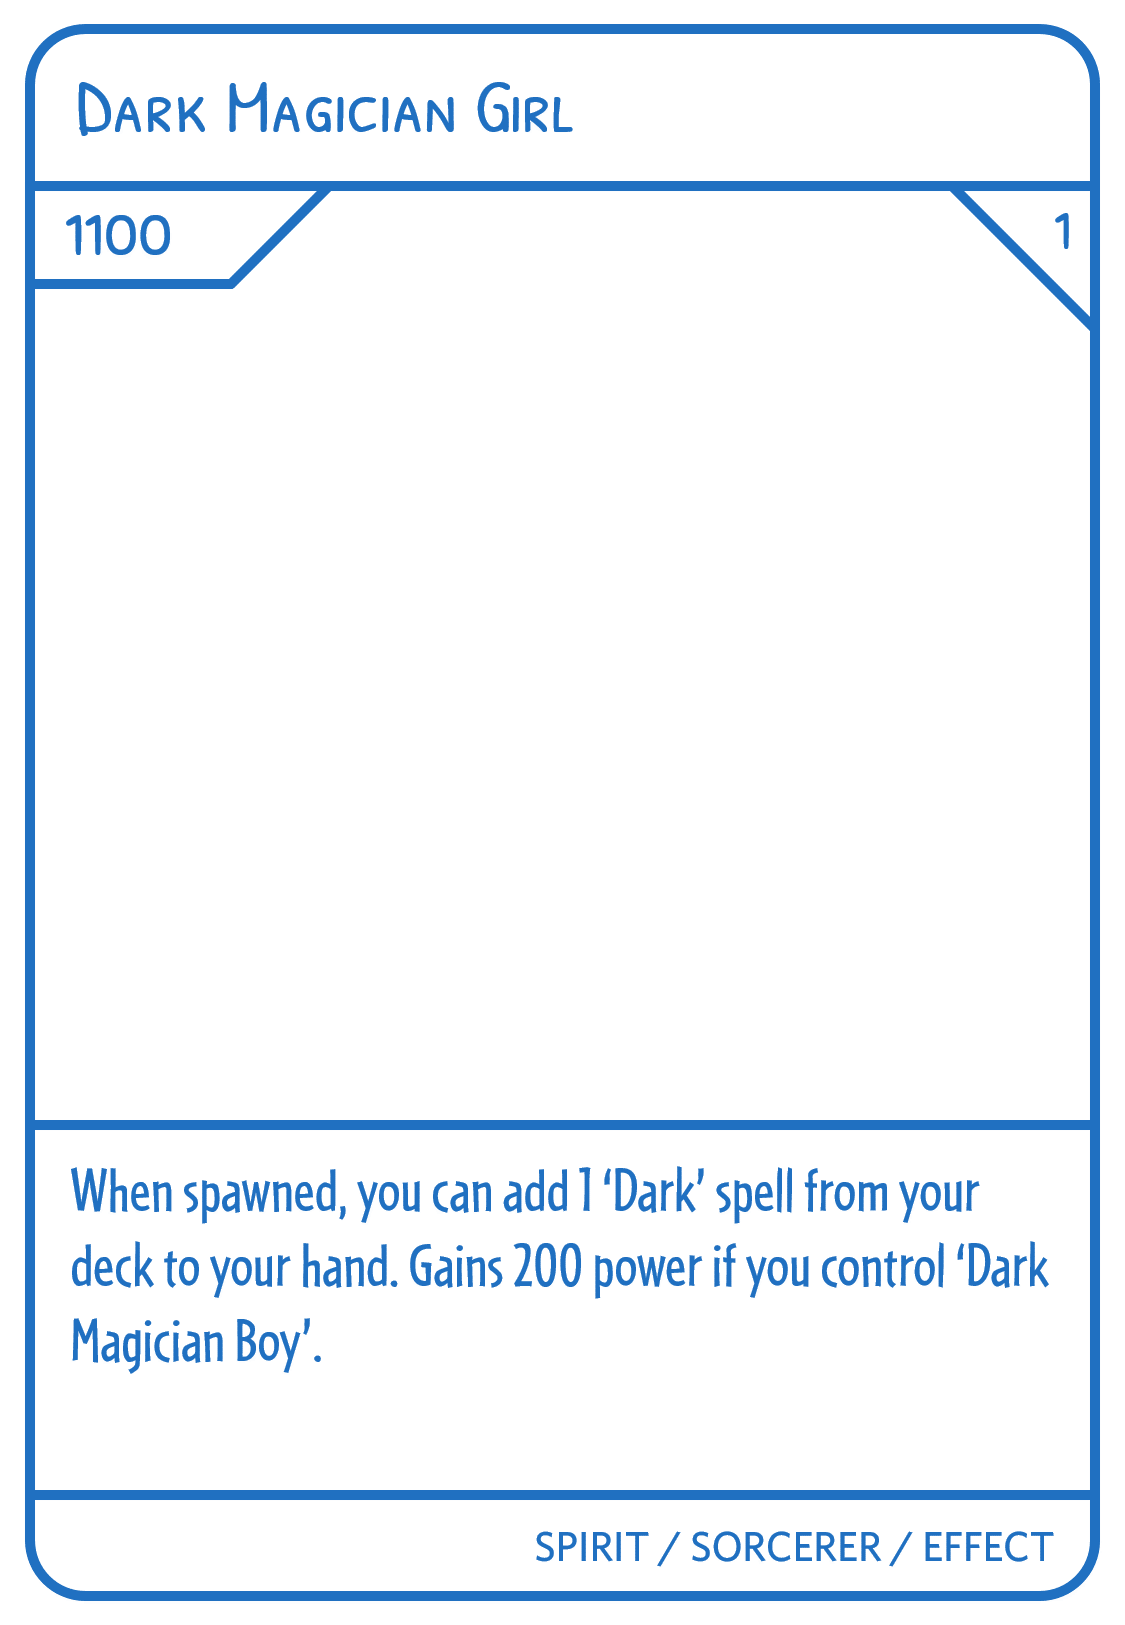 Dark Magician Girl
1100
1
When spawned, you can add 1 ‘Dark’ spell from your
deck to your hand. Gains 200 power if you control ‘Dark
Magician Boy’.
SPIRIT / SORCERER / EFFECT